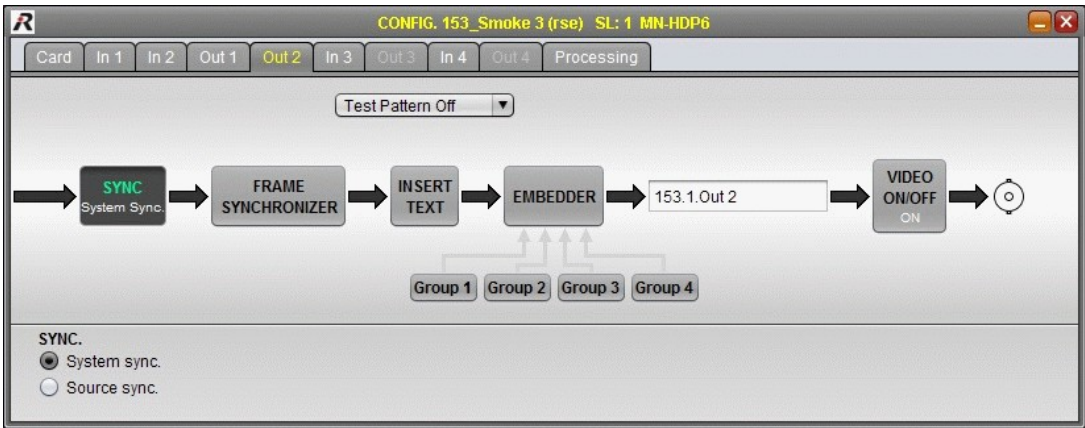 R
CONFIG. 153_Smoke 3 (rse) SL: 1 MN-HDP6
Card In 1 In 2 Out 1 Out 2 In 3 Out 3 In 4 Out 4 Processing
Test Pattern Off
SYNC
System Sync.
FRAME
SYNCHRONIZER
INSERT
TEXT
EMBEDDER
153.1.Out 2
VIDEO
ON/OFF
ON
Group 1 Group 2 Group 3 Group 4
SYNC.
System sync.
Source sync.